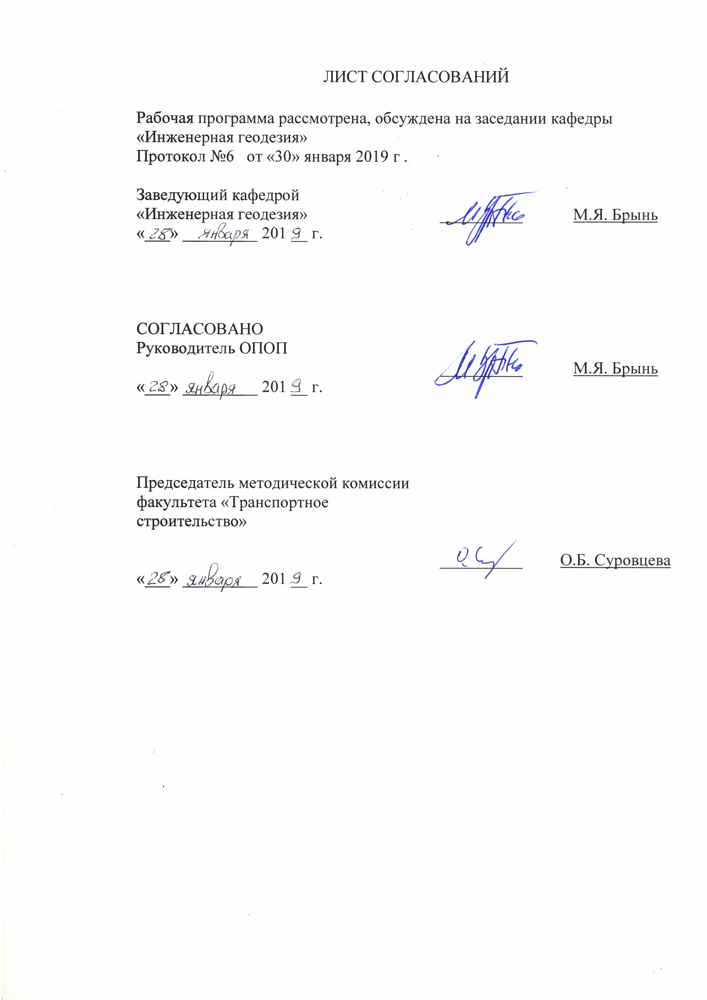 ЛИСТ СОГЛАСОВАНИЙ
Рабочая программа рассмотрена, обсуждена на заседании кафедры
«Инженерная геодезия»
Протокол №6 от «30» января 2019 г .
Заведующий кафедрой
«Инженерная геодезия» М.Я. Брынь
«28» января 2019 г.
СОГЛАСОВАНО
Руководитель ОПОП
М.Я. Брынь
«28» января 2019 г.
Председатель методической комиссии
факультета «Транспортное
строительство»
О.Б. Суровцева
«28» января 2019 г.